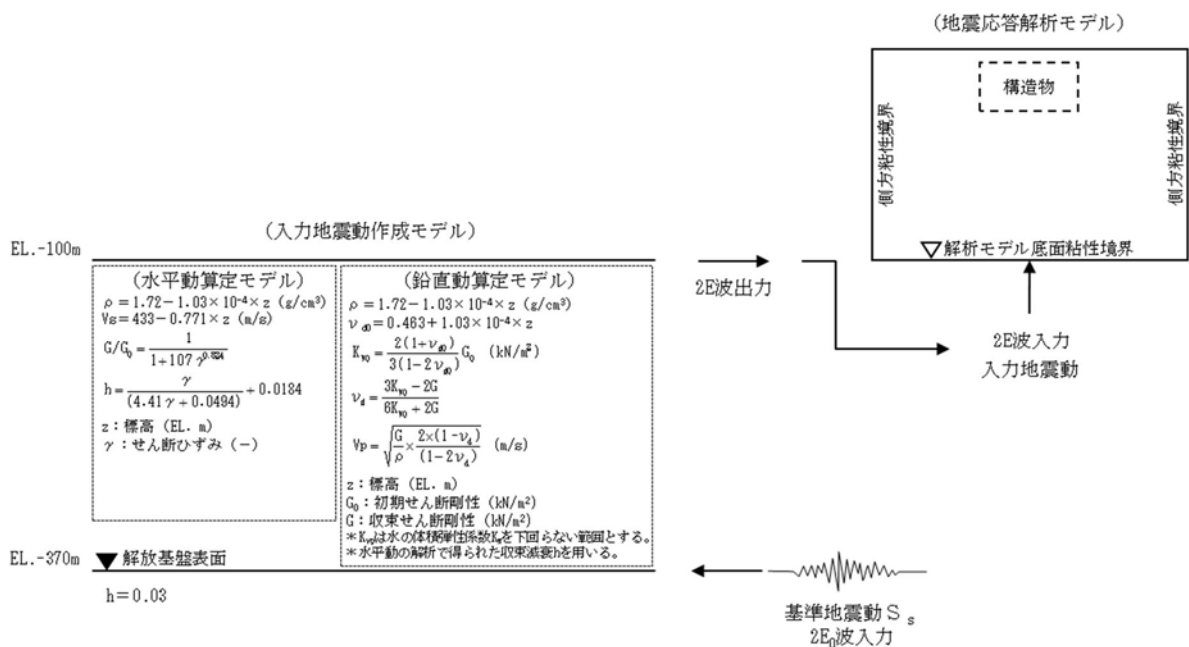 (地震応答解析モデル)
構造物
側方粘性境界
側方粘性境界
▽解析モデル底面粘性境界
(入力地震動作成モデル)
EL.-100m
2E波出力
2E波入力
入力地震動
(水平動算定モデル)
ρ=1.72-1.03×10⁻⁴×z (g/cm³)
Vs=433-0.771×z (m/s)
G/G₀=1/(1+107γ^0.824)
h=γ/(4.41γ+0.0494)+0.0184
z:標高 (EL. m)
γ:せん断ひずみ (-)
(鉛直動算定モデル)
ρ=1.72-1.03×10⁻⁴×z (g/cm³)
ν_d0=0.463+1.03×10⁻⁴×z
K_w0=2(1+ν_d0)/3(1-2ν_d0) G₀ (kN/m²)
ν_d=(3K_w0-2G)/(6K_w0+2G)
Vp=√(G/ρ×2×(1-ν_d)/(1-2ν_d)) (m/s)
z:標高 (EL. m)
G₀:初期せん断剛性 (kN/m²)
G:収束せん断剛性 (kN/m²)
*K_w0は水の体積弾性係数K_wを下回らない範囲とする。
*水平動の解析で得られた収束減衰hを用いる。
EL.-370m
▼解放基盤表面
h=0.03
基準地震動Ss
2E₀波入力